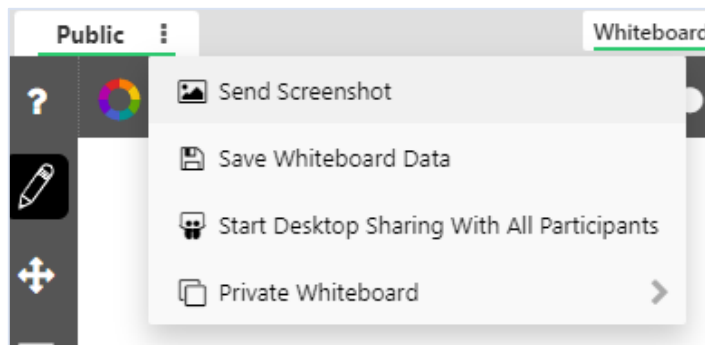 Public
Whiteboard
?
Send Screenshot
Save Whiteboard Data
Start Desktop Sharing With All Participants
Private Whiteboard